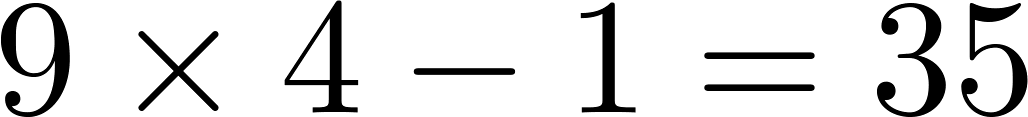 9 × 4 − 1 = 35